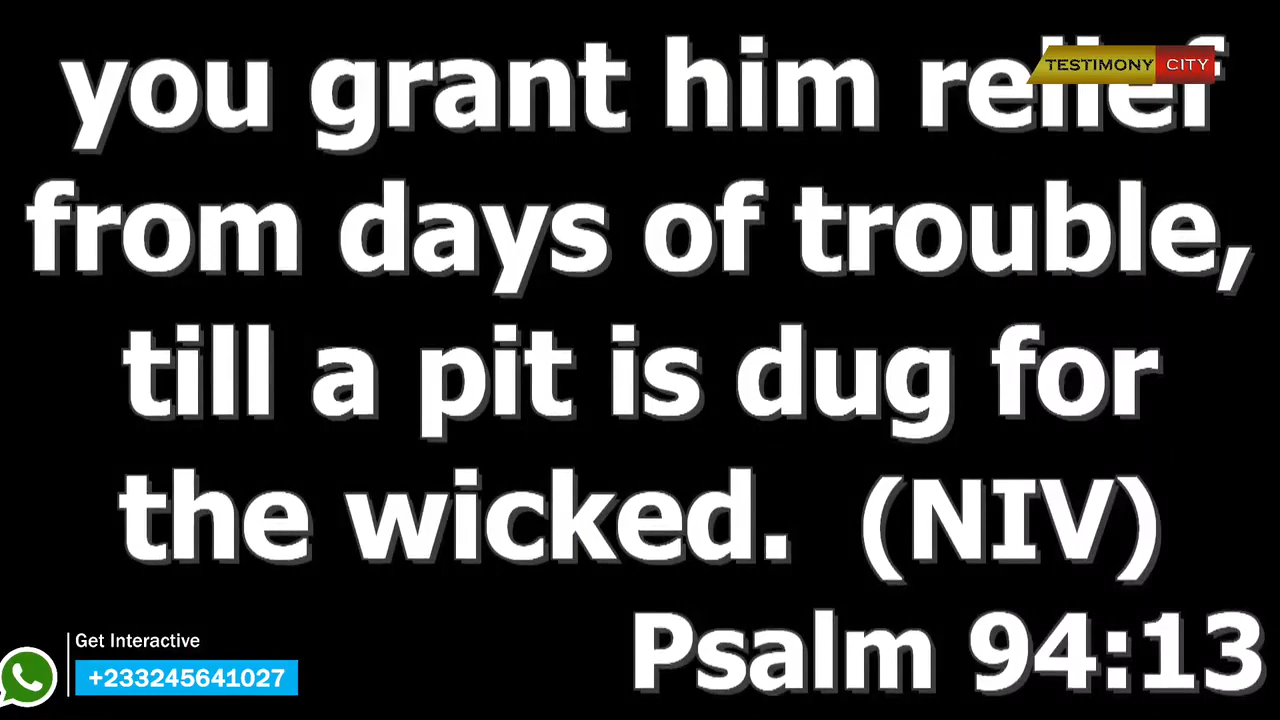 you grant him relief
TESTIMONY CITY
from days of trouble,
till a pit is dug for
the wicked. (NIV)
Psalm 94:13
Get Interactive
+233245641027